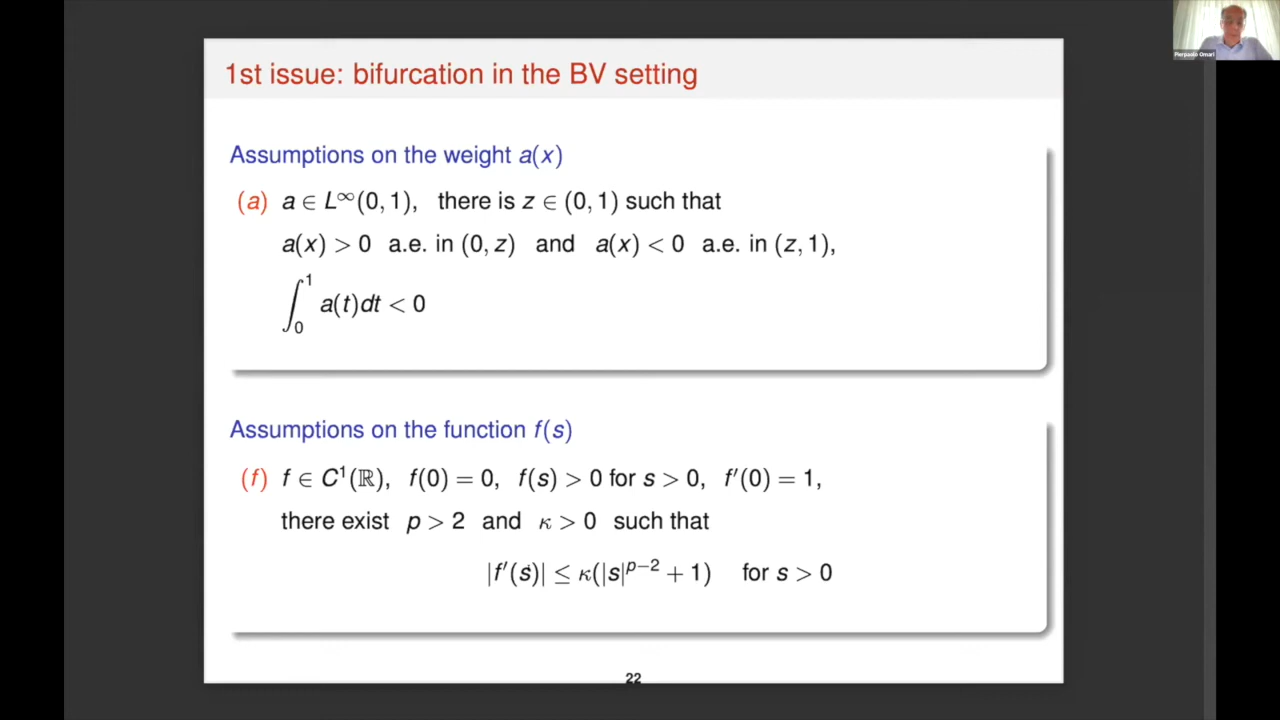 Pierpaolo Omari
1st issue: bifurcation in the BV setting
Assumptions on the weight a(x)
(a) a ∈ L∞(0, 1), there is z ∈ (0, 1) such that
a(x) > 0 a.e. in (0, z) and a(x) < 0 a.e. in (z, 1),
∫₀¹ a(t)dt < 0
Assumptions on the function f(s)
(f) f ∈ C¹(ℝ), f(0) = 0, f(s) > 0 for s > 0, f′(0) = 1,
there exist p > 2 and κ > 0 such that
|f′(s)| ≤ κ(|s|ᵖ⁻² + 1) for s > 0
22